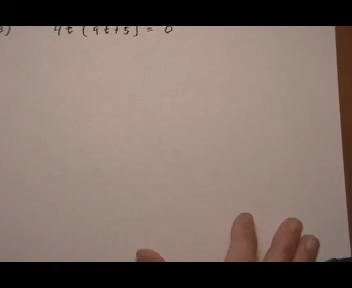 4t (9t+5) = 0